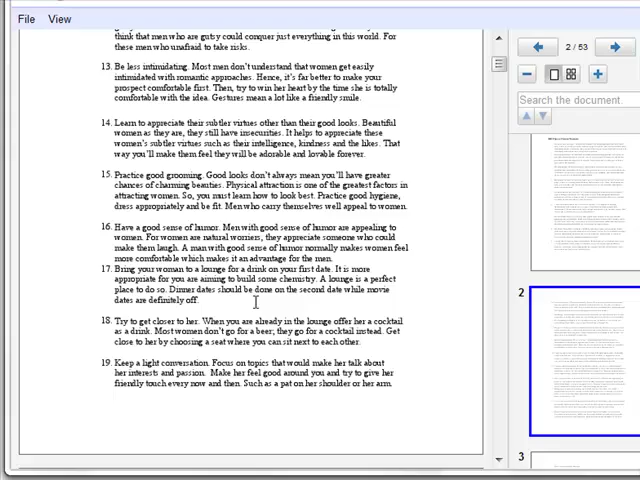 File View
think that men who are gutsy could conquer just everything in this world. For
these men who unafraid to take risks.
13. Be less intimidating. Most men don't understand that women get easily
intimidated with romantic approaches. Hence, it's far better to make your
prospect comfortable first. Then, try to win her heart by the time she is totally
comfortable with the idea. Gestures mean a lot like a friendly smile.
14. Learn to appreciate their subtler virtues other than their good looks. Beautiful
women as they are, they still have insecurities. It helps to appreciate these
women's subtler virtues such as their intelligence, kindness and the likes. That
way you'll make them feel they will be adorable and lovable forever.
15. Practice good grooming. Good looks don't always mean you'll have greater
chances of charming beauties. Physical attraction is one of the greatest factors in
attracting women. So, you must learn how to look best. Practice good hygiene,
dress appropriately and be fit. Men who carry themselves well appeal to women.
16. Have a good sense of humor. Men with good sense of humor are appealing to
women. For women are natural worriers, they appreciate someone who could
make them laugh. A man with good sense of humor normally makes women feel
more comfortable which makes it an advantage for the men.
17. Bring your woman to a lounge for a drink on your first date. It is more
appropriate for you are aiming to build some chemistry. A lounge is a perfect
place to do so. Dinner dates should be done on the second date while movie
dates are definitely off.
18. Try to get closer to her. When you are already in the lounge offer her a cocktail
as a drink. Most women don't go for a beer; they go for a cocktail instead. Get
close to her by choosing a seat where you can sit next to each other.
19. Keep a light conversation. Focus on topics that would make her talk about
her interests and passion. Make her feel good around you and try to give her
friendly touch every now and then. Such as a pat on her shoulder or her arm.
2 / 53
Search the document.
2
3